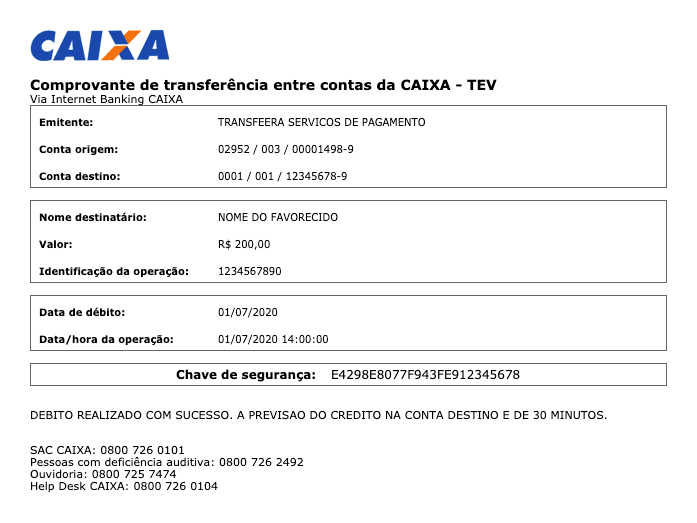 CAIXA
Comprovante de transferência entre contas da CAIXA - TEV
Via Internet Banking CAIXA
Emitente: TRANSFEERA SERVICOS DE PAGAMENTO
Conta origem: 02952 / 003 / 00001498-9
Conta destino: 0001 / 001 / 12345678-9
Nome destinatário: NOME DO FAVORECIDO
Valor: R$ 200,00
Identificação da operação: 1234567890
Data de débito: 01/07/2020
Data/hora da operação: 01/07/2020 14:00:00
Chave de segurança: E4298E8077F943FE912345678
DEBITO REALIZADO COM SUCESSO. A PREVISAO DO CREDITO NA CONTA DESTINO E DE 30 MINUTOS.
SAC CAIXA: 0800 726 0101
Pessoas com deficiência auditiva: 0800 726 2492
Ouvidoria: 0800 725 7474
Help Desk CAIXA: 0800 726 0104